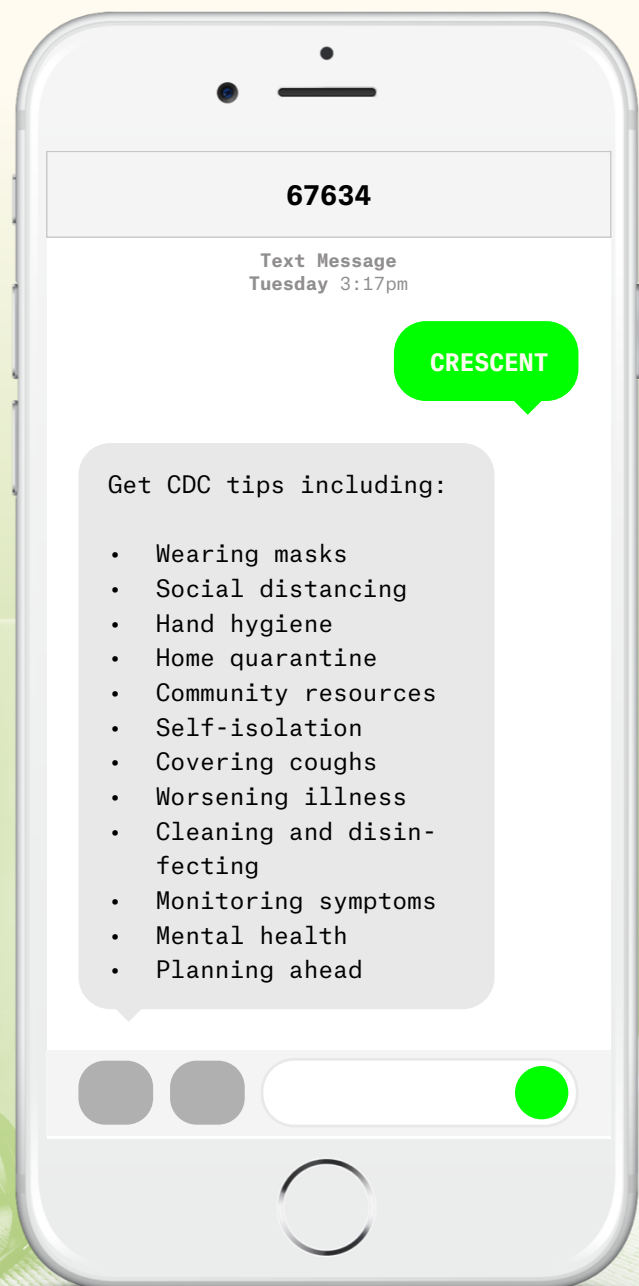 67634
Text Message
Tuesday 3:17pm
CRESCENT
Get CDC tips including:
• Wearing masks
• Social distancing
• Hand hygiene
• Home quarantine
• Community resources
• Self-isolation
• Covering coughs
• Worsening illness
• Cleaning and disin-
fecting
• Monitoring symptoms
• Mental health
• Planning ahead